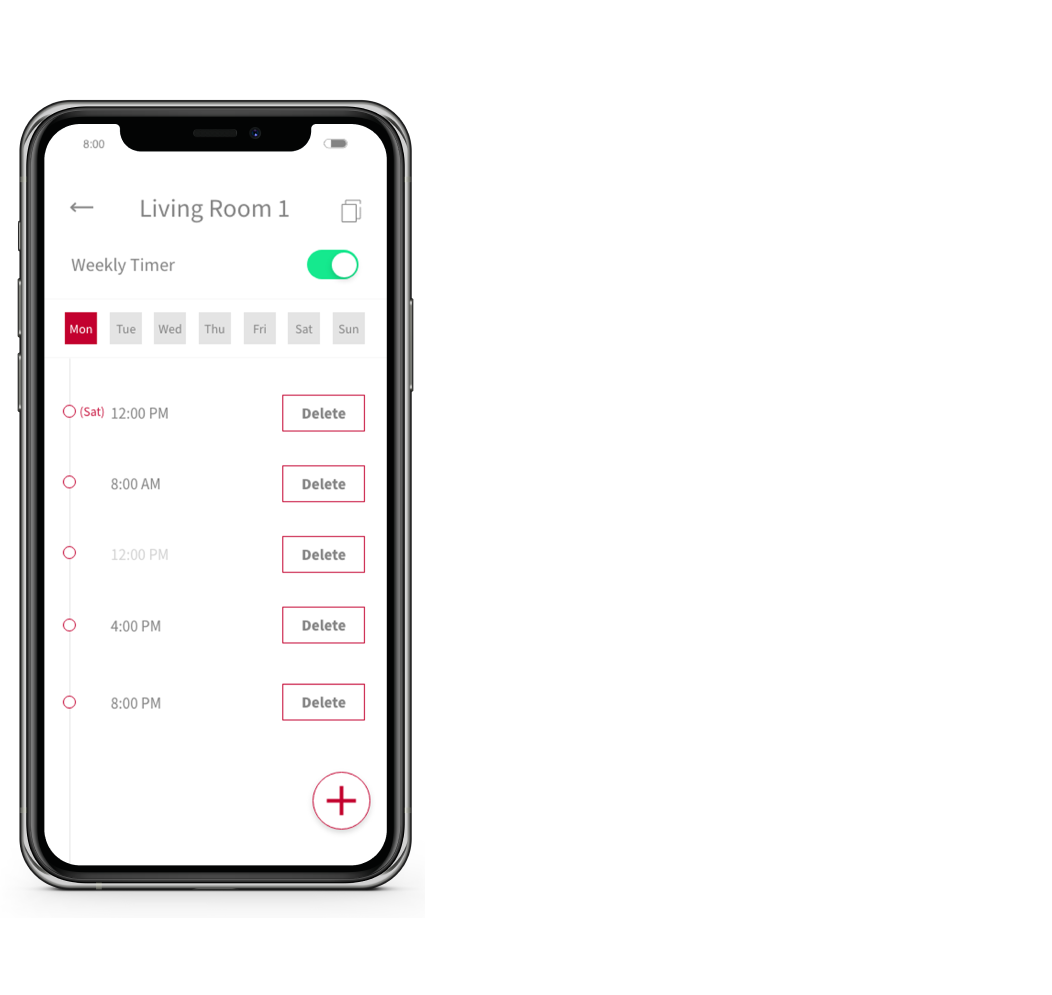 8:00
Living Room 1
Weekly Timer
Mon Tue Wed Thu Fri Sat Sun
(Sat) 12:00 PM Delete
8:00 AM Delete
12:00 PM Delete
4:00 PM Delete
8:00 PM Delete